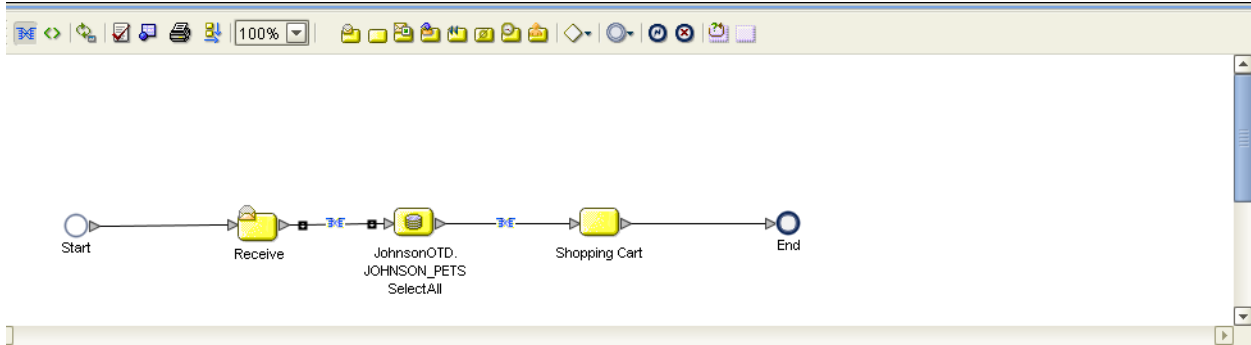 100%
Start
Receive
JohnsonOTD.
JOHNSON_PETS
SelectAll
Shopping Cart
End